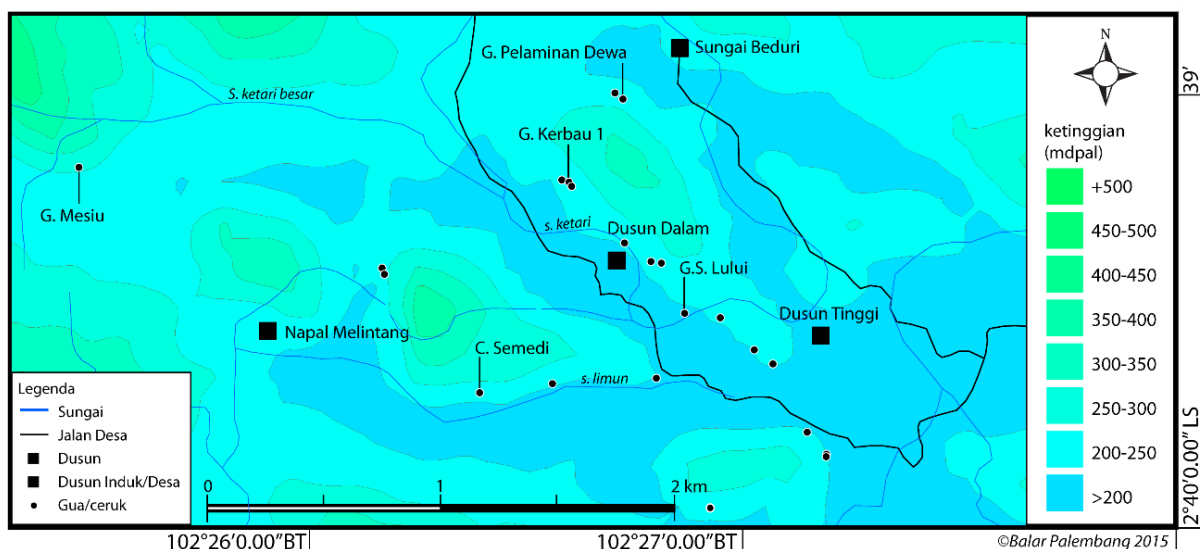 G. Pelaminan Dewa
Sungai Beduri
N
39'
S. ketari besar
G. Kerbau 1
ketinggian
(mdpal)
+500
450-500
400-450
350-400
300-350
250-300
200-250
>200
G. Mesiu
s. ketari
Dusun Dalam
G.S. Lului
Dusun Tinggi
Napal Melintang
C. Semedi
s. limun
Legenda
Sungai
Jalan Desa
Dusun
Dusun Induk/Desa
Gua/ceruk
0
1
2 km
2°40'0.00" LS
102°26'0.00"BT
102°27'0.00"BT
©Balar Palembang 2015